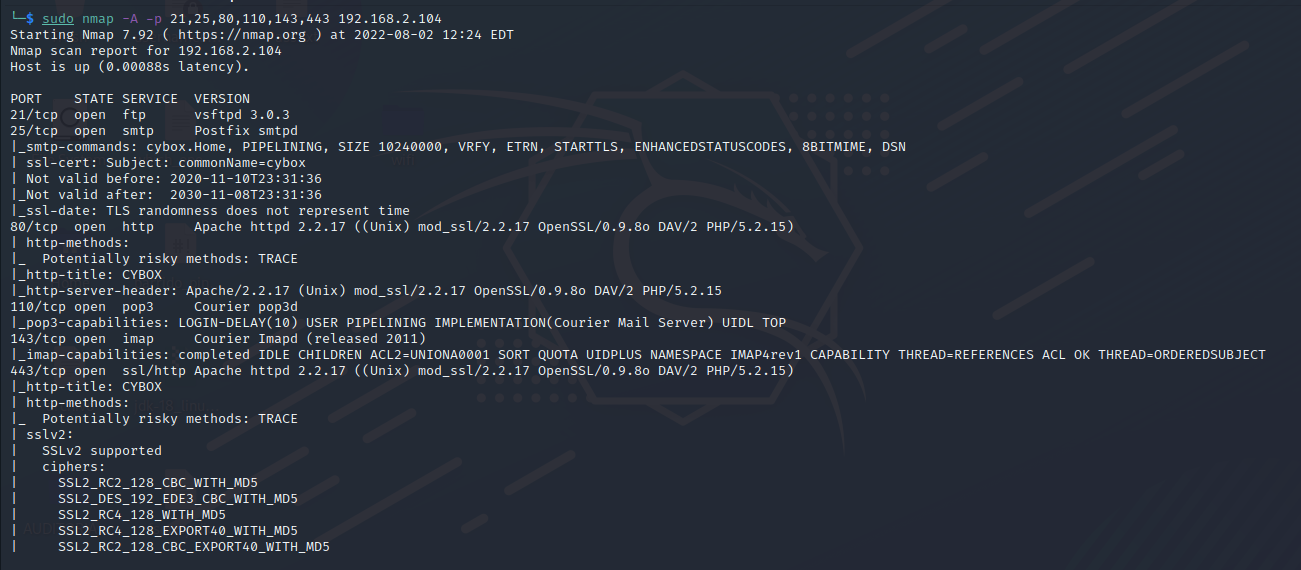 └─$ sudo nmap -A -p 21,25,80,110,143,443 192.168.2.104
Starting Nmap 7.92 ( https://nmap.org ) at 2022-08-02 12:24 EDT
Nmap scan report for 192.168.2.104
Host is up (0.00088s latency).

PORT    STATE SERVICE  VERSION
21/tcp  open  ftp      vsftpd 3.0.3
25/tcp  open  smtp     Postfix smtpd
|_smtp-commands: cybox.Home, PIPELINING, SIZE 10240000, VRFY, ETRN, STARTTLS, ENHANCEDSTATUSCODES, 8BITMIME, DSN
| ssl-cert: Subject: commonName=cybox
| Not valid before: 2020-11-10T23:31:36
|_Not valid after:  2030-11-08T23:31:36
|_ssl-date: TLS randomness does not represent time
80/tcp  open  http     Apache httpd 2.2.17 ((Unix) mod_ssl/2.2.17 OpenSSL/0.9.8o DAV/2 PHP/5.2.15)
| http-methods:
|_  Potentially risky methods: TRACE
|_http-title: CYBOX
|_http-server-header: Apache/2.2.17 (Unix) mod_ssl/2.2.17 OpenSSL/0.9.8o DAV/2 PHP/5.2.15
110/tcp open  pop3     Courier pop3d
|_pop3-capabilities: LOGIN-DELAY(10) USER PIPELINING IMPLEMENTATION(Courier Mail Server) UIDL TOP
143/tcp open  imap     Courier Imapd (released 2011)
|_imap-capabilities: completed IDLE CHILDREN ACL2=UNIONA0001 SORT QUOTA UIDPLUS NAMESPACE IMAP4rev1 CAPABILITY THREAD=REFERENCES ACL OK THREAD=ORDEREDSUBJECT
443/tcp open  ssl/http Apache httpd 2.2.17 ((Unix) mod_ssl/2.2.17 OpenSSL/0.9.8o DAV/2 PHP/5.2.15)
|_http-title: CYBOX
| http-methods:
|_  Potentially risky methods: TRACE
| sslv2:
|   SSLv2 supported
|   ciphers:
|     SSL2_RC2_128_CBC_WITH_MD5
|     SSL2_DES_192_EDE3_CBC_WITH_MD5
|     SSL2_RC4_128_WITH_MD5
|     SSL2_RC4_128_EXPORT40_WITH_MD5
|     SSL2_RC2_128_CBC_EXPORT40_WITH_MD5